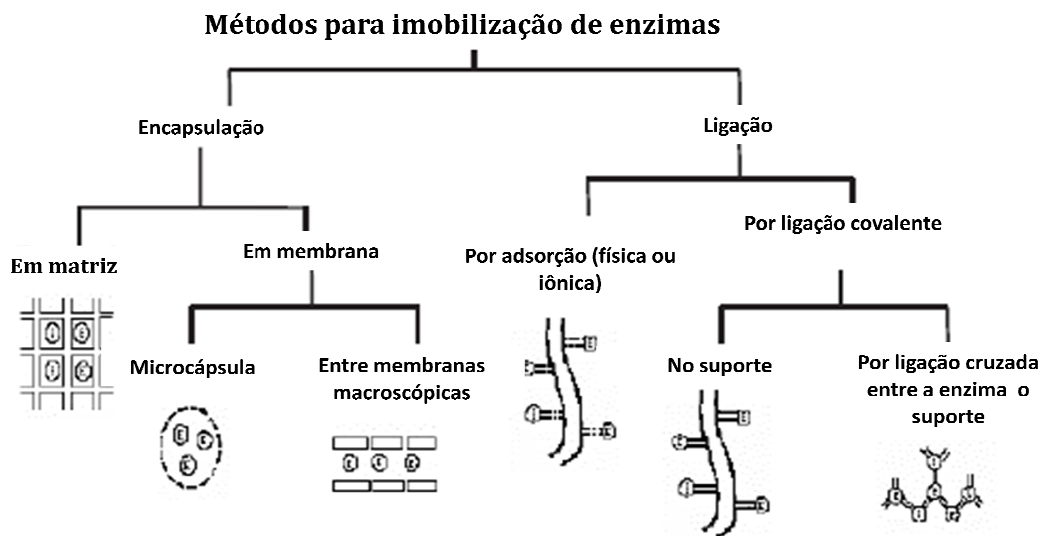 Métodos para imobilização de enzimas
Encapsulação
Ligação
Em matriz
Em membrana
Por adsorção (física ou
iônica)
Por ligação covalente
Microcápsula
Entre membranas
macroscópicas
No suporte
Por ligação cruzada
entre a enzima o
suporte